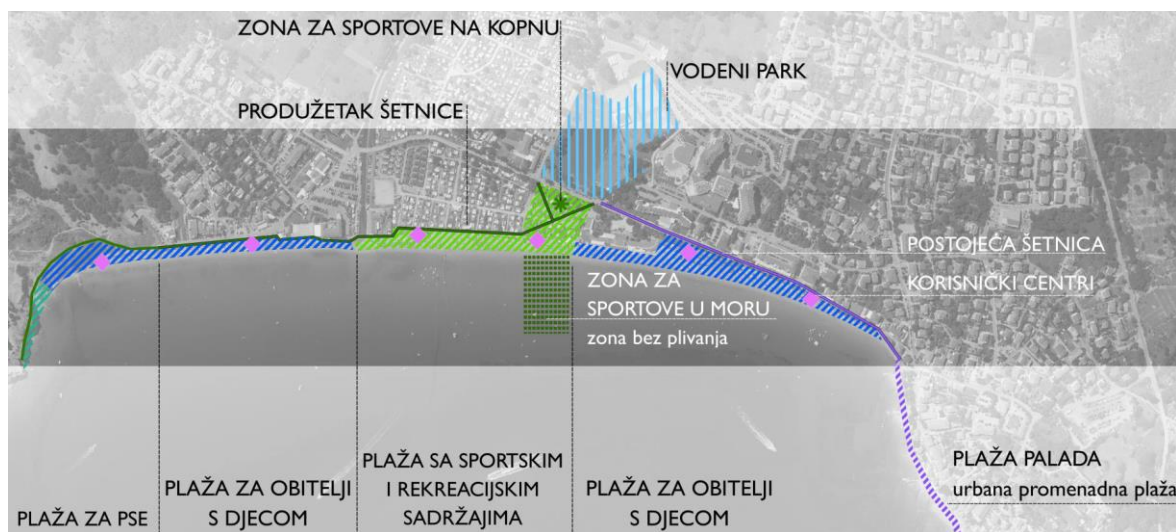 ZONA ZA SPORTOVE NA KOPNU
VODENI PARK
PRODUŽETAK ŠETNICE
POSTOJEĆA ŠETNICA
KORISNIČKI CENTRI
ZONA ZA
SPORTOVE U MORU
zona bez plivanja
PLAŽA ZA PSE
PLAŽA ZA OBITELJI
S DJECOM
PLAŽA SA SPORTSKIM
I REKREACIJSKIM
SADRŽAJIMA
PLAŽA ZA OBITELJI
S DJECOM
PLAŽA PALADA
urbana promenadna plaža